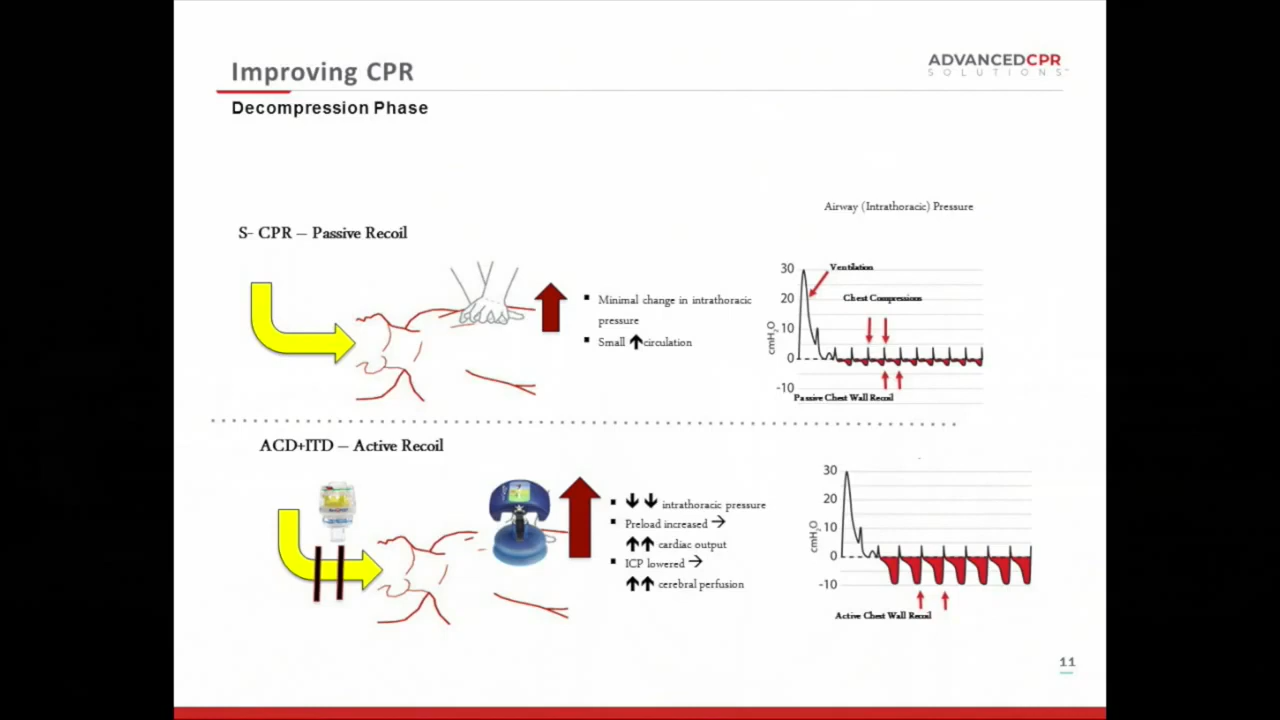 Improving CPR
ADVANCEDCPR
SOLUTIONS™
Decompression Phase
Airway (Intrathoracic) Pressure
S- CPR – Passive Recoil
▪ Minimal change in intrathoracic
pressure
▪ Small ↑circulation
30
20
10
0
-10
cmH₂O
Ventilation
Chest Compressions
Passive Chest Wall Recoil
ACD+ITD – Active Recoil
▪ ↓↓ intrathoracic pressure
▪ Preload increased →
↑↑ cardiac output
▪ ICP lowered →
↑↑ cerebral perfusion
30
20
10
0
-10
cmH₂O
Active Chest Wall Recoil
11